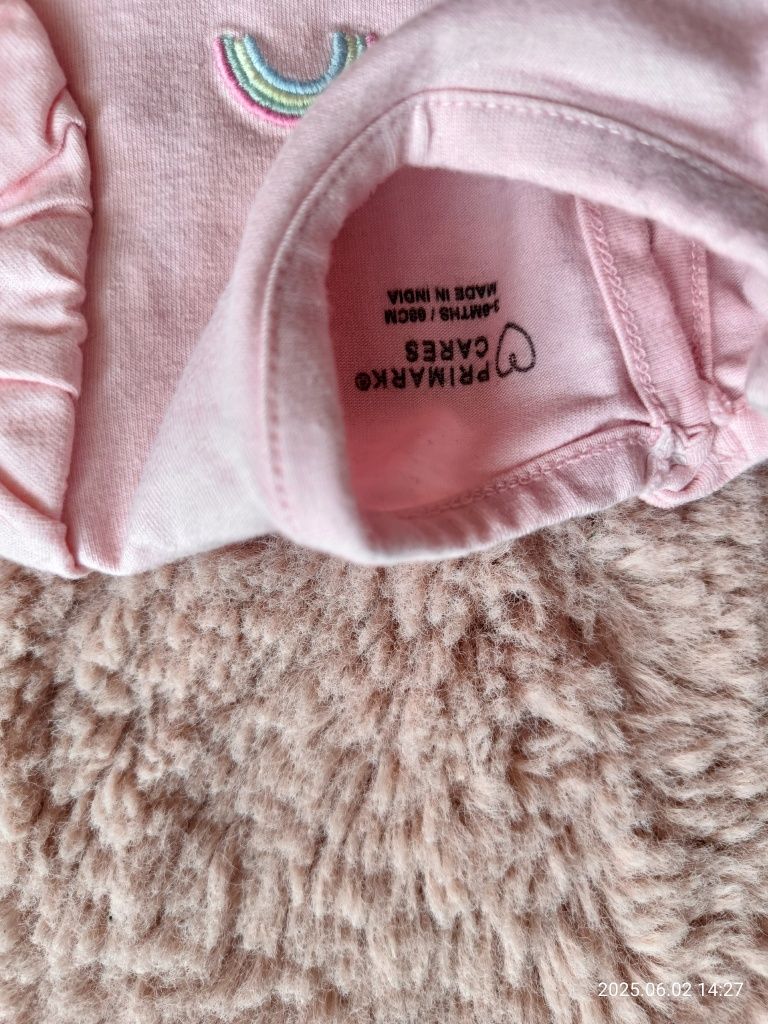 PRIMARK®
CARES
3-6MTHS / 68CM
MADE IN INDIA
2025.06.02 14:27